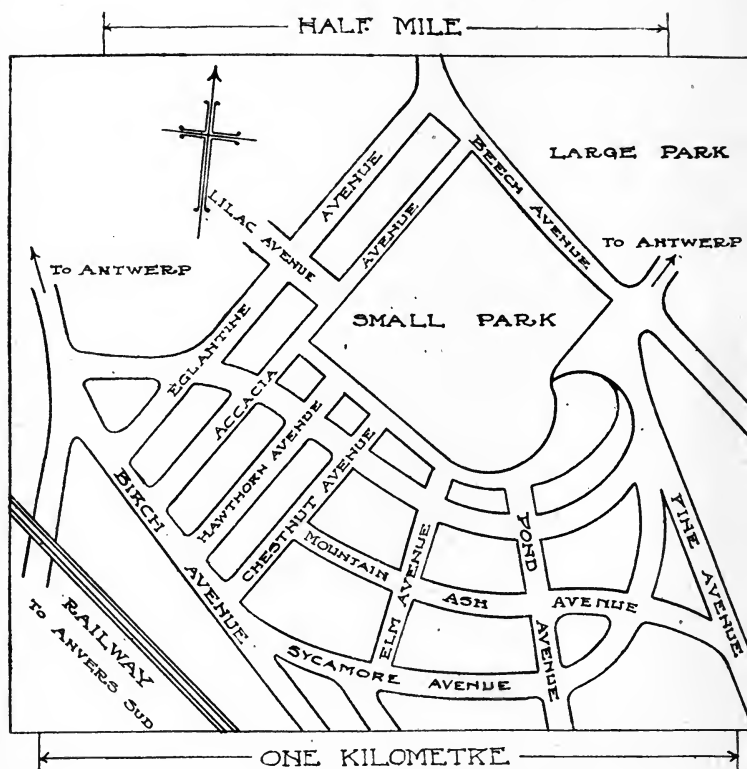 HALF MILE
LARGE PARK
BEECH AVENUE
AVENUE
AVENUE
LILAC AVENUE
TO ANTWERP
TO ANTWERP
SMALL PARK
EGLANTINE
ACCACIA
HAWTHORN AVENUE
CHESTNUT AVENUE
BIRCH AVENUE
MOUNTAIN ASH AVENUE
ELM AVENUE
POND AVENUE
PINE AVENUE
SYCAMORE AVENUE
RAILWAY
TO ANVERS SUD
ONE KILOMETRE